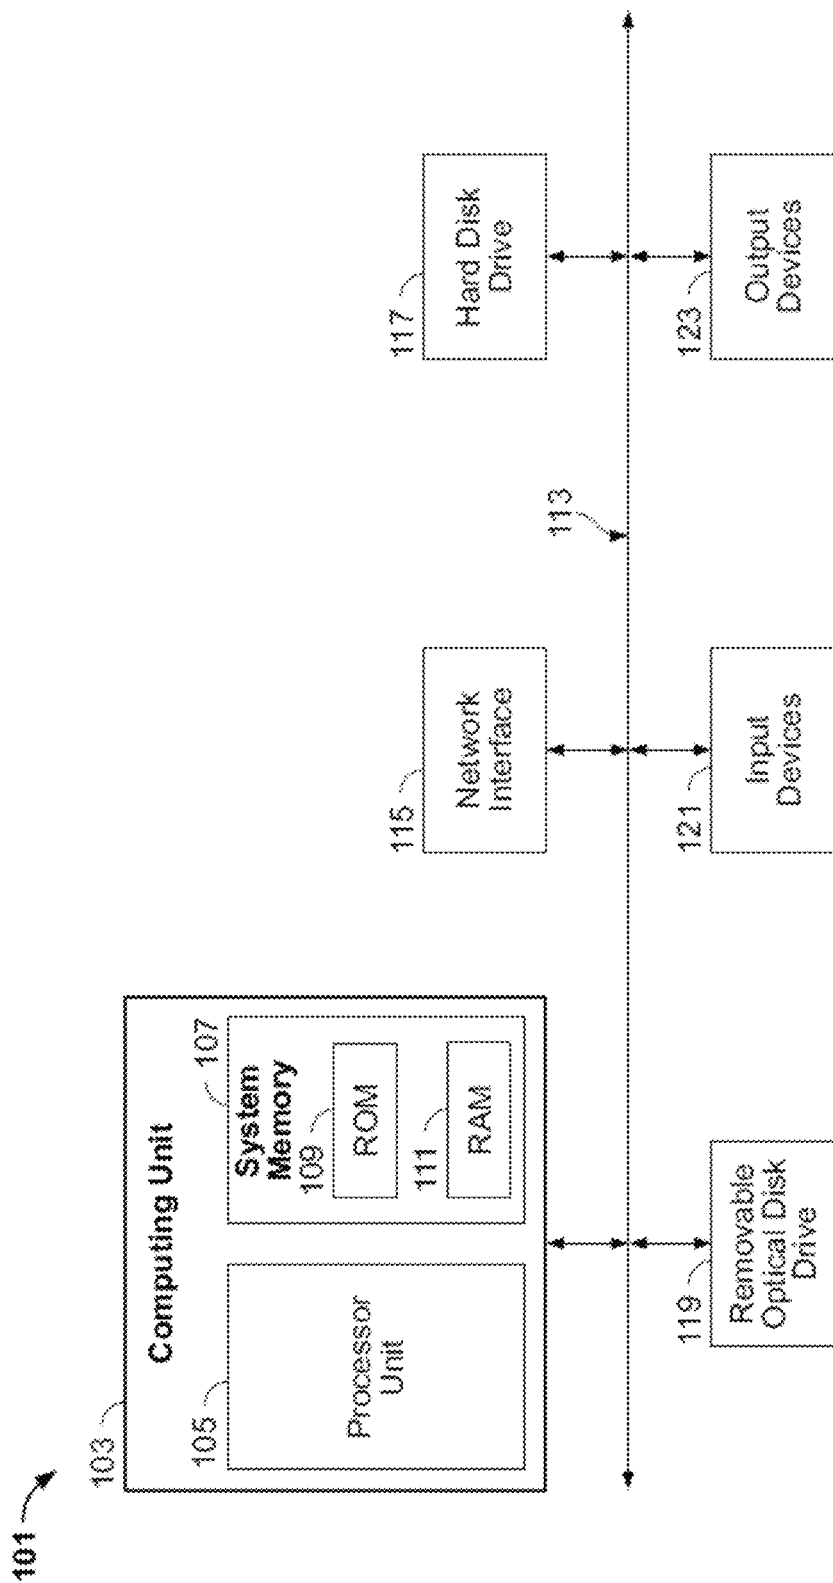 101
103
Computing Unit
105
Processor
Unit
107
System
Memory
109
ROM
111
RAM
115
Network
Interface
117
Hard Disk
Drive
113
119
Removable
Optical Disk
Drive
121
Input
Devices
123
Output
Devices